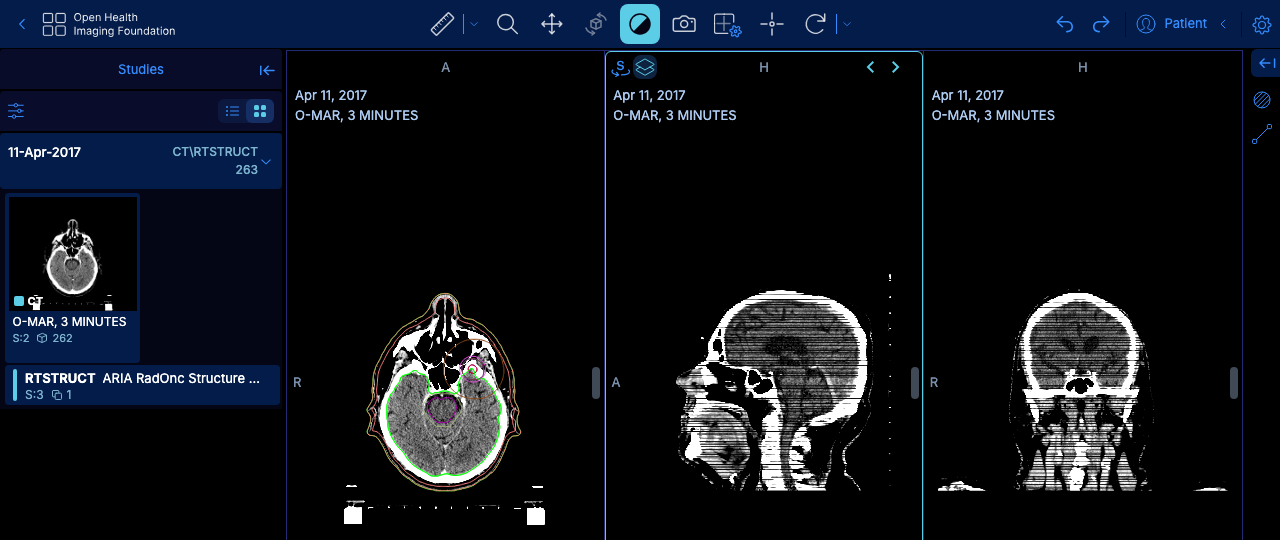 Open Health
Imaging Foundation
Patient
Studies
11-Apr-2017
CT\RTSTRUCT
263
CT
O-MAR, 3 MINUTES
S:2 262
RTSTRUCT ARIA RadOnc Structure ...
S:3 1
A
Apr 11, 2017
O-MAR, 3 MINUTES
R
S
H
Apr 11, 2017
O-MAR, 3 MINUTES
A
H
Apr 11, 2017
O-MAR, 3 MINUTES
R